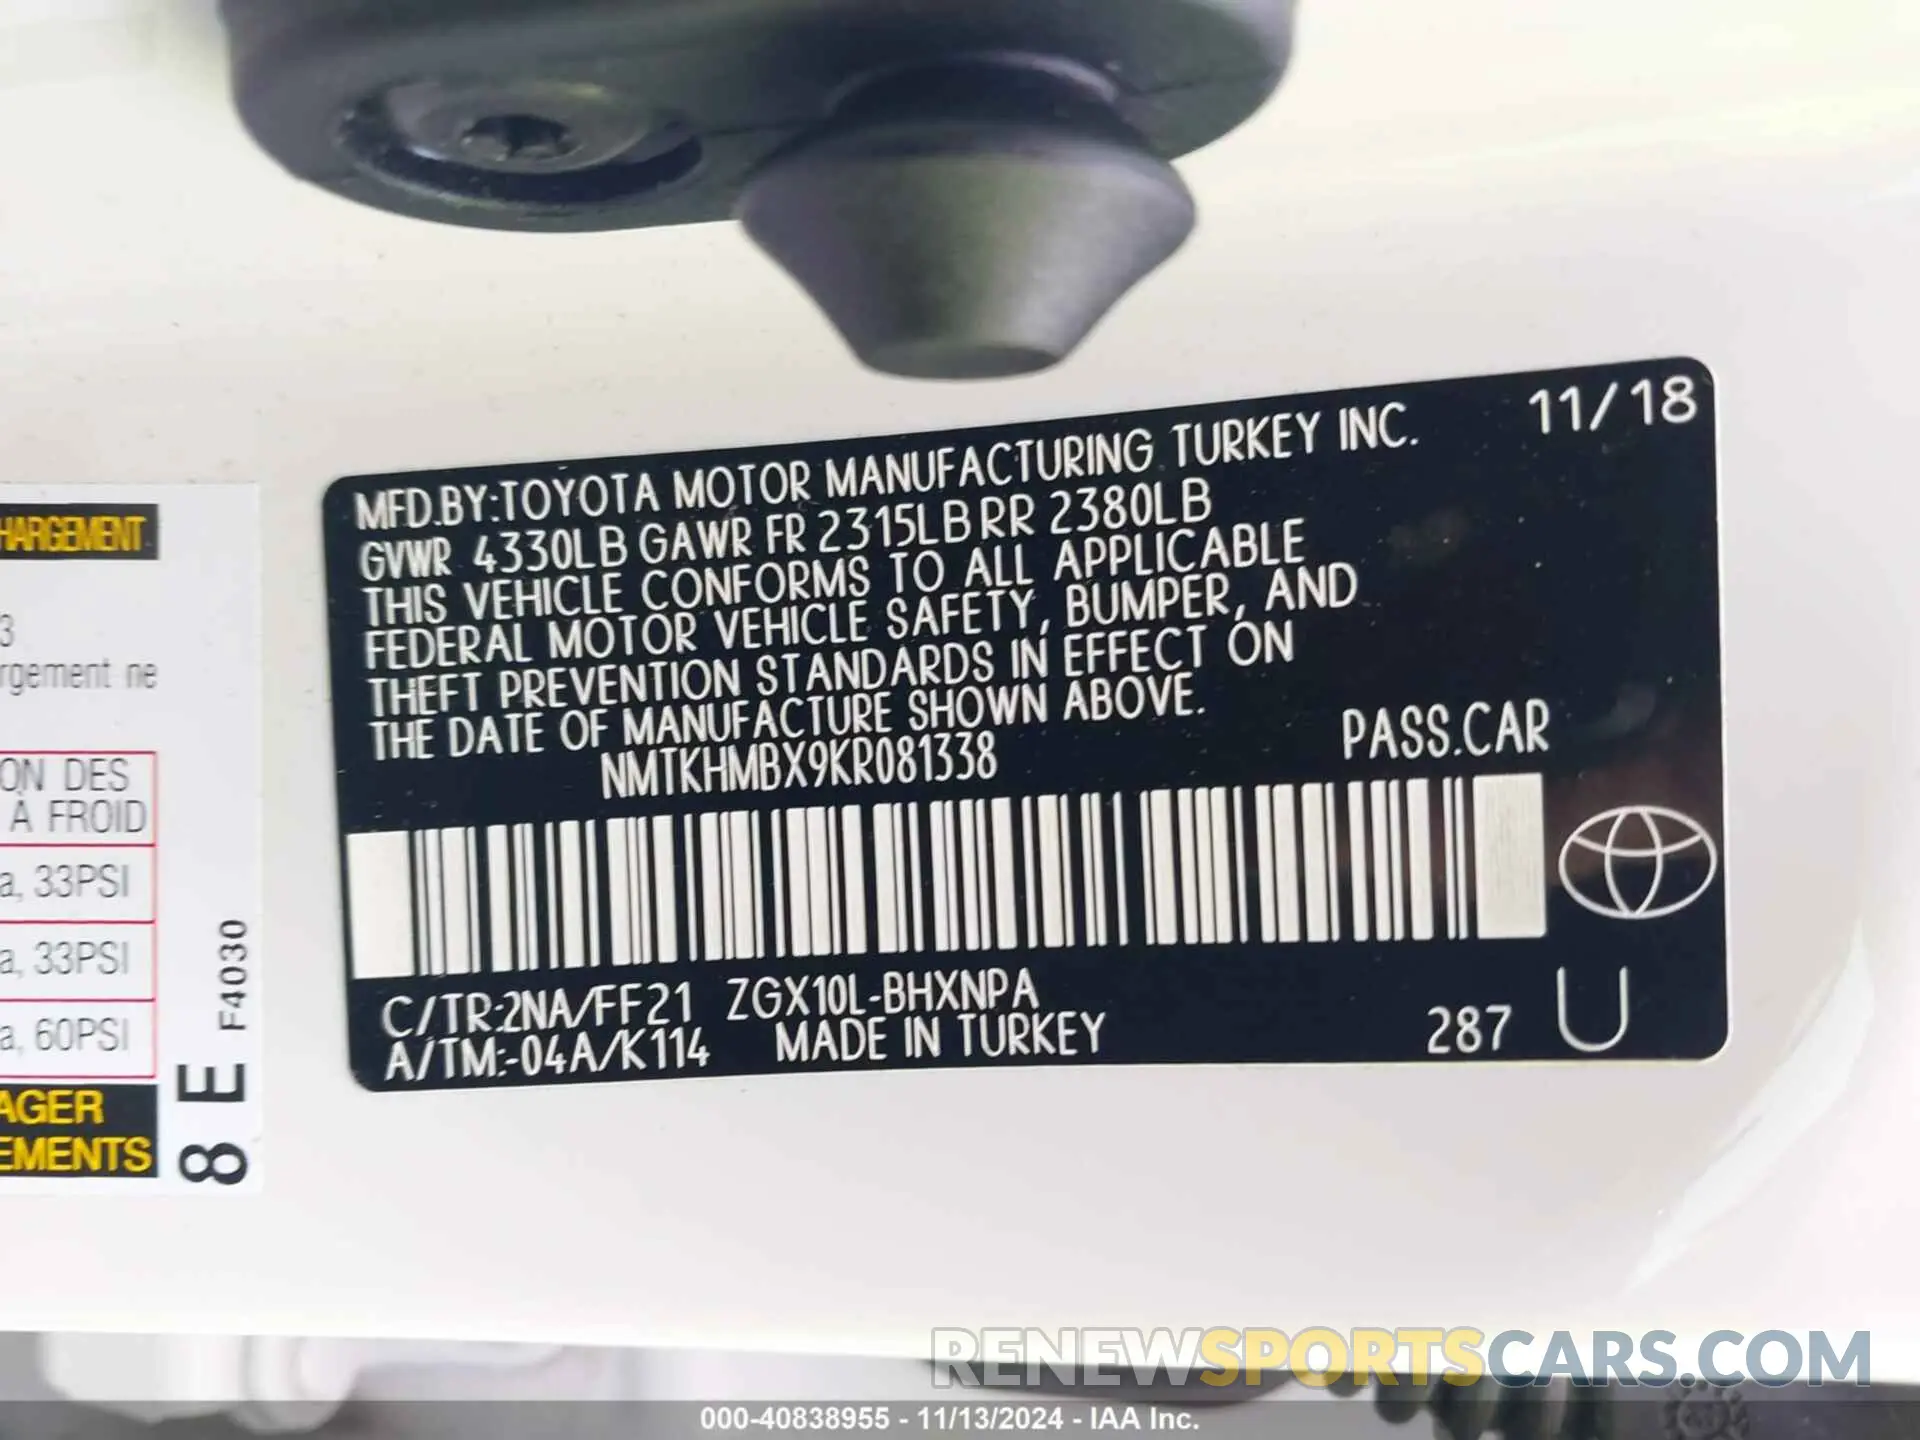 MFD.BY:TOYOTA MOTOR MANUFACTURING TURKEY INC. 11/18
GVWR 4330LB GAWR FR 2315LB RR 2380LB
THIS VEHICLE CONFORMS TO ALL APPLICABLE
FEDERAL MOTOR VEHICLE SAFETY, BUMPER, AND
THEFT PREVENTION STANDARDS IN EFFECT ON
THE DATE OF MANUFACTURE SHOWN ABOVE.
NMTKHMBX9KR081338 PASS.CAR
C/TR:2NA/FF21 ZGX10L-BHXNPA
A/TM:-04A/K114 MADE IN TURKEY 287 U
HARGEMENT
3
rgement ne
ON DES
À FROID
a, 33PSI
a, 33PSI
a, 60PSI
AGER
EMENTS
8 E F4030
RENEWSPORTSCARS.COM
000-40838955 - 11/13/2024 - IAA Inc.